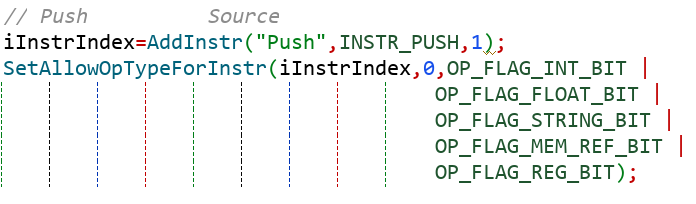 // Push          Source
iInstrIndex=AddInstr("Push",INSTR_PUSH,1);
SetAllowOpTypeForInstr(iInstrIndex,0,OP_FLAG_INT_BIT |
                                    OP_FLAG_FLOAT_BIT |
                                    OP_FLAG_STRING_BIT |
                                    OP_FLAG_MEM_REF_BIT |
                                    OP_FLAG_REG_BIT);